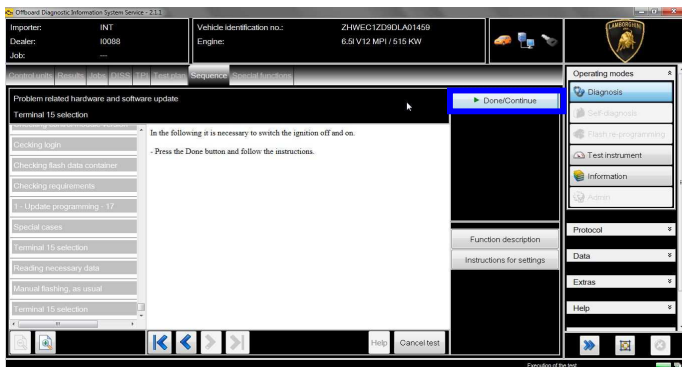 Offboard Diagnostic Information System Service - 2.1.1
Importer: INT
Dealer: I0088
Job: ---
Vehicle identification no.: ZHWEC1ZD9DLA01459
Engine: 6.5l V12 MPI / 515 KW
LAMBORGHINI
Control units Results Jobs DISS TPI Test plan Sequence Special functions
Problem related hardware and software update
Terminal 15 selection
Cecking login
Checking flash data container
Checking requirements
1 - Update programming - 17
Special cases
Terminal 15 selection
Reading necessary data
Manual flashing, as usual
Terminal 15 selection
In the following it is necessary to switch the ignition off and on.
- Press the Done button and follow the instructions.
Help
Cancel test
Done/Continue
Function description
Instructions for settings
Operating modes
Diagnosis
Self-diagnosis
Flash re-programming
Test instrument
Information
Admin
Protocol
Data
Extras
Help
Execution of the test